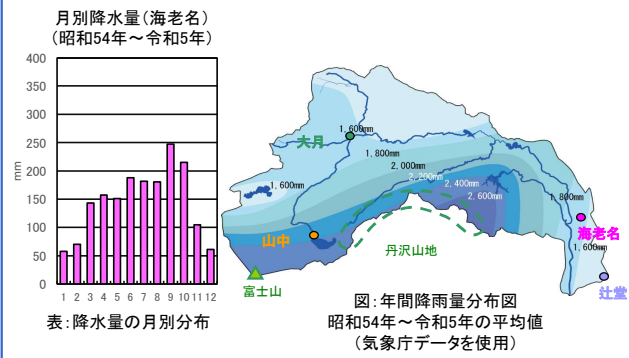 月別降水量(海老名)
(昭和54年~令和5年)
400
350
300
250
200
150
100
50
0
mm
1 2 3 4 5 6 7 8 9 10 11 12
表:降水量の月別分布
1,600mm
大月
1,800mm
2,000mm
2,200mm
2,400mm
2,600mm
1,600mm
1,800mm
海老名
1,600mm
山中
丹沢山地
富士山
辻堂
図:年間降雨量分布図
昭和54年~令和5年の平均値
(気象庁データを使用)